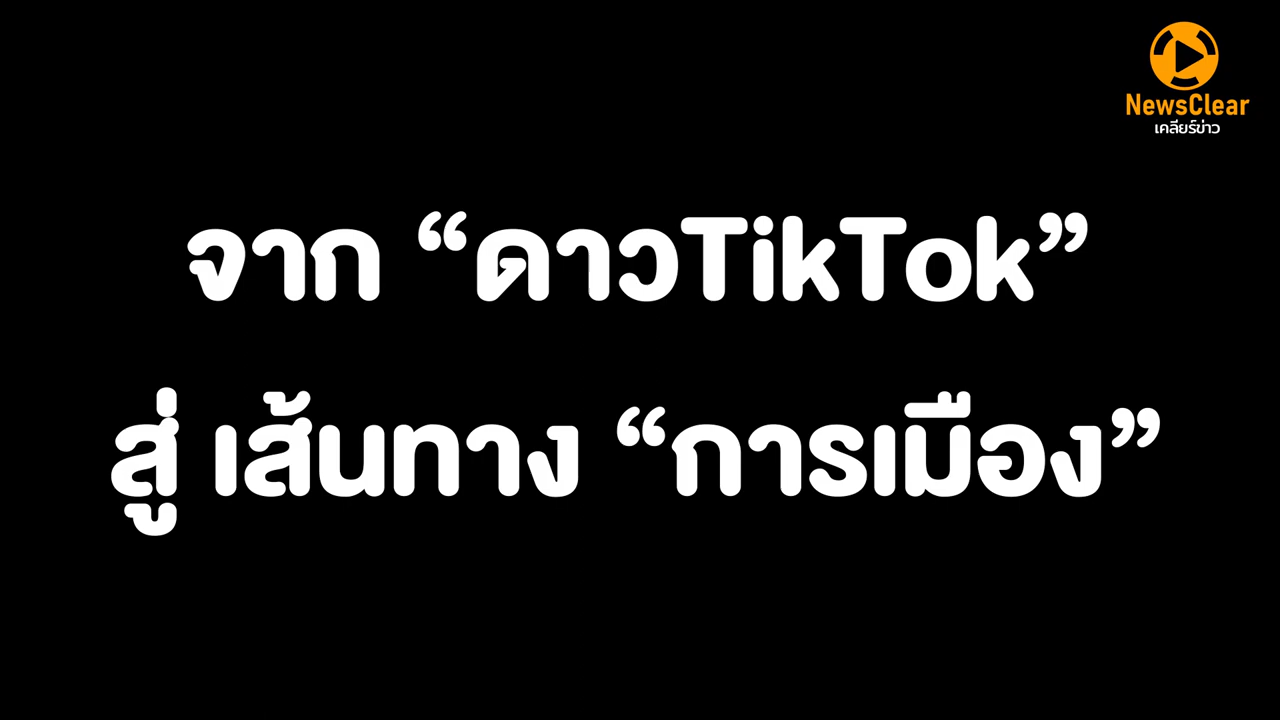 NewsClear
เคลียร์ข่าว
จาก “ดาวTikTok”
สู่ เส้นทาง “การเมือง”